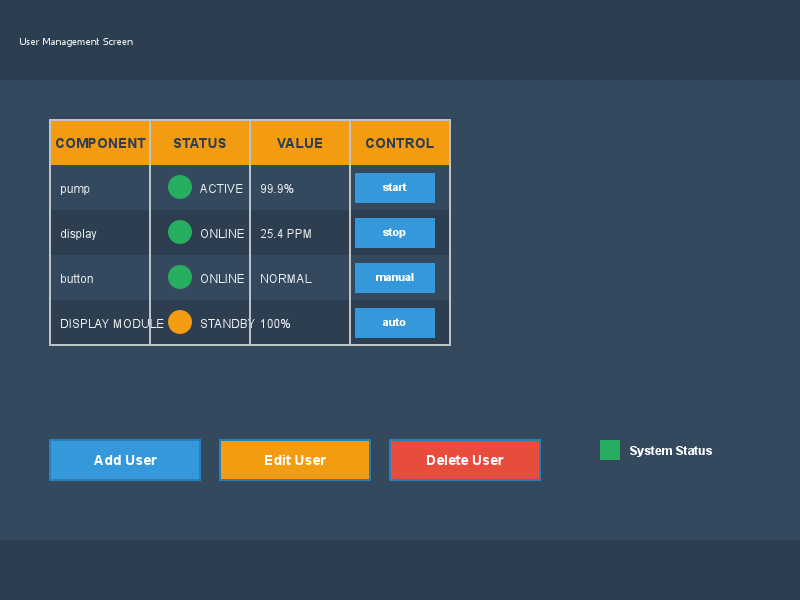 User Management Screen
COMPONENT STATUS VALUE CONTROL
pump ACTIVE 99.9% start
display ONLINE 25.4 PPM stop
button ONLINE NORMAL manual
DISPLAY MODULE STANDBY 100% auto
Add User Edit User Delete User System Status